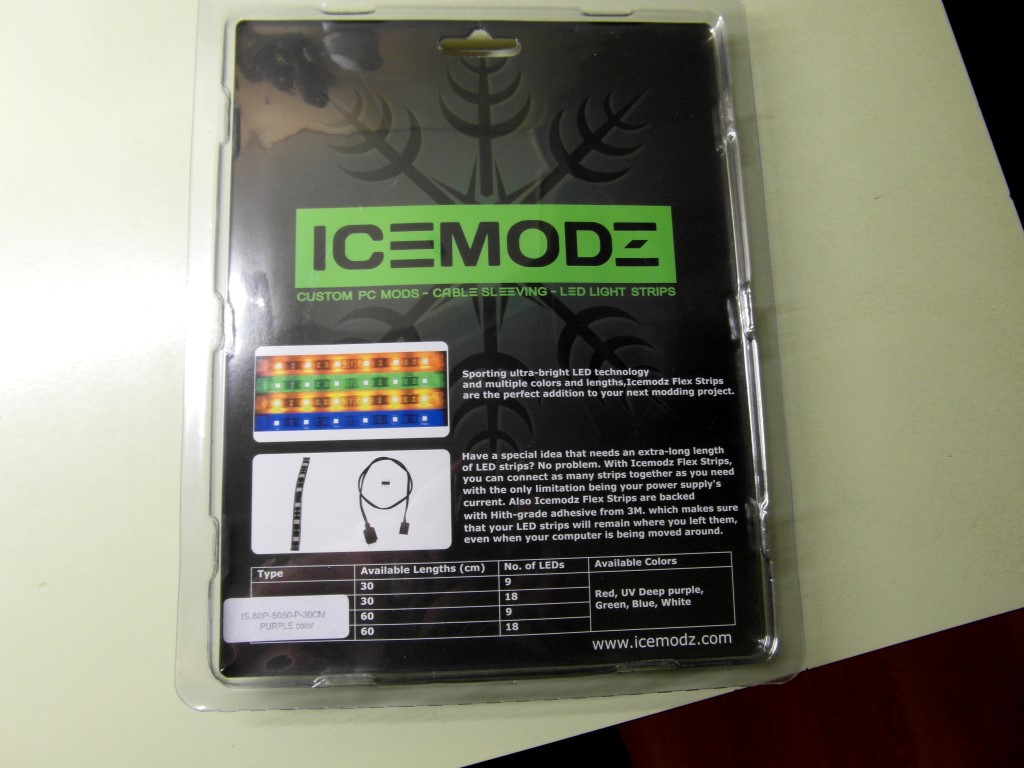 ICEMODZ
CUSTOM PC MODS - CABLE SLEEVING - LED LIGHT STRIPS
Sporting ultra-bright LED technology
and multiple colors and lengths,Icemodz Flex Strips
are the perfect addition to your next modding project.
Have a special idea that needs an extra-long length
of LED strips? No problem. With Icemodz Flex Strips,
you can connect as many strips together as you need
with the only limitation being your power supply's
current. Also Icemodz Flex Strips are backed
with Hith-grade adhesive from 3M. which makes sure
that your LED strips will remain where you left them,
even when your computer is being moved around.
Type Available Lengths (cm) No. of LEDs Available Colors
30 9
30 18
Red, UV Deep purple,
Green, Blue, White
60 9
60 18
IS.60P-5050-P-30CM
PURPLE color
www.icemodz.com